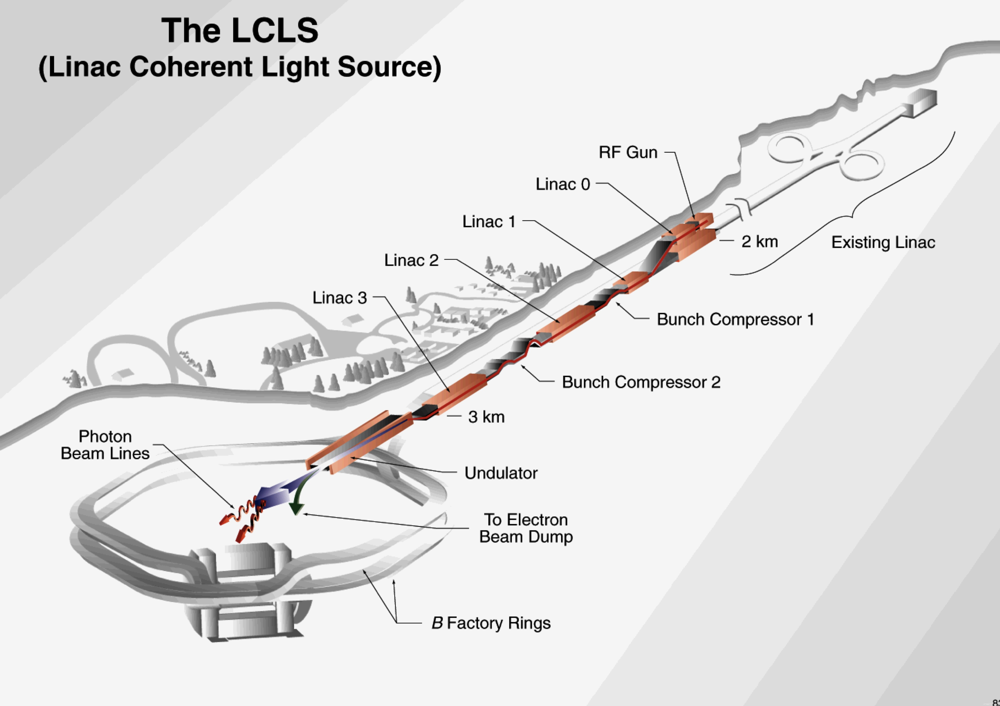 The LCLS
(Linac Coherent Light Source)
RF Gun
Linac 0
Linac 1
2 km
Existing Linac
Linac 2
Linac 3
Bunch Compressor 1
Bunch Compressor 2
3 km
Photon
Beam Lines
Undulator
To Electron
Beam Dump
B Factory Rings